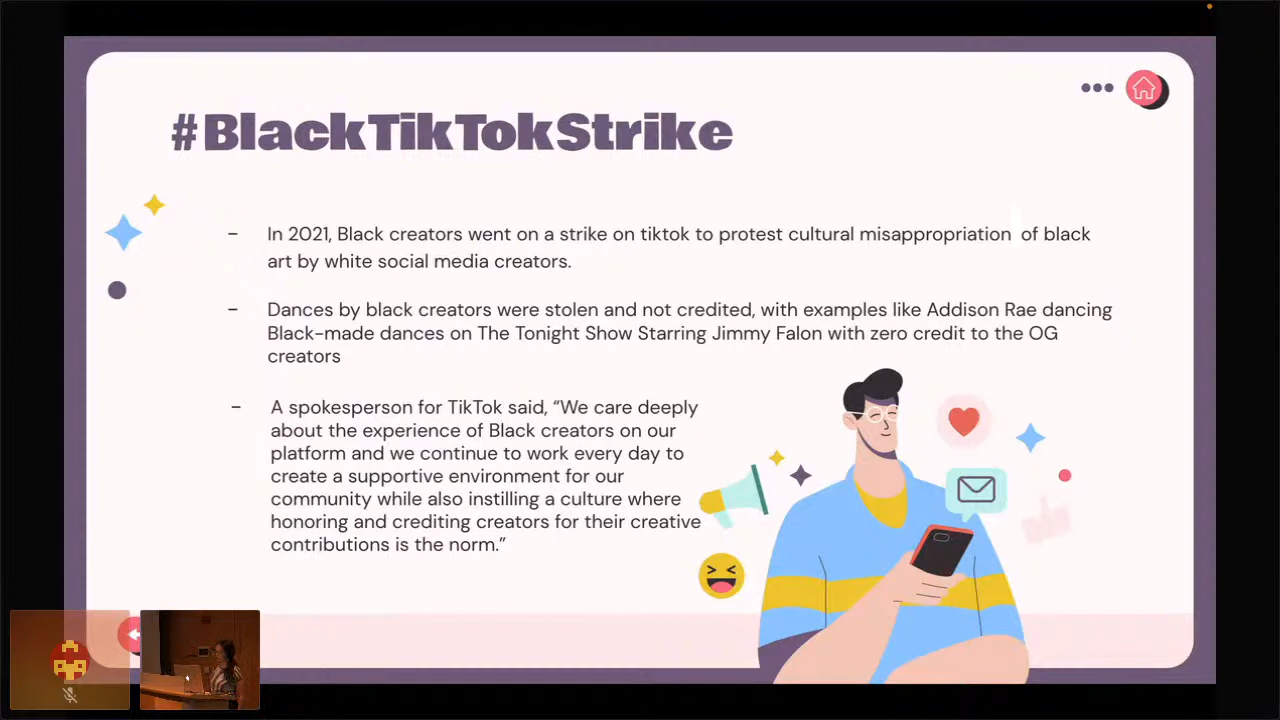 #BlackTikTokStrike
- In 2021, Black creators went on a strike on tiktok to protest cultural misappropriation of black
art by white social media creators.
- Dances by black creators were stolen and not credited, with examples like Addison Rae dancing
Black-made dances on The Tonight Show Starring Jimmy Falon with zero credit to the OG
creators
- A spokesperson for TikTok said, “We care deeply
about the experience of Black creators on our
platform and we continue to work every day to
create a supportive environment for our
community while also instilling a culture where
honoring and crediting creators for their creative
contributions is the norm.”